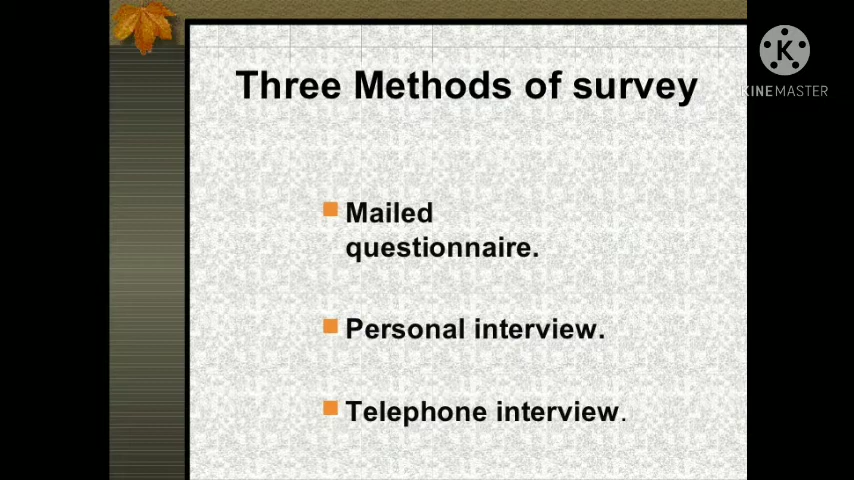 Three Methods of survey
K
KINEMASTER
Mailed
questionnaire.
Personal interview.
Telephone interview.